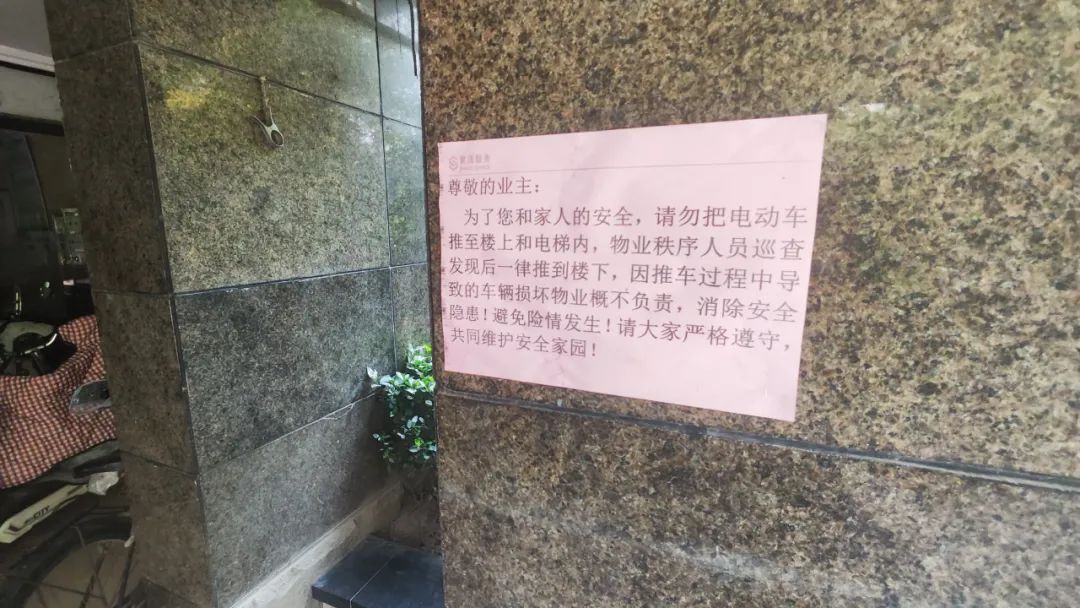 尊敬的业主：
为了您和家人的安全，请勿把电动车
推至楼上和电梯内，物业秩序人员巡查
发现后一律推到楼下，因推车过程中导
致的车辆损坏物业概不负责，消除安全
隐患！避免险情发生！请大家严格遵守，
共同维护安全家园！
CITY